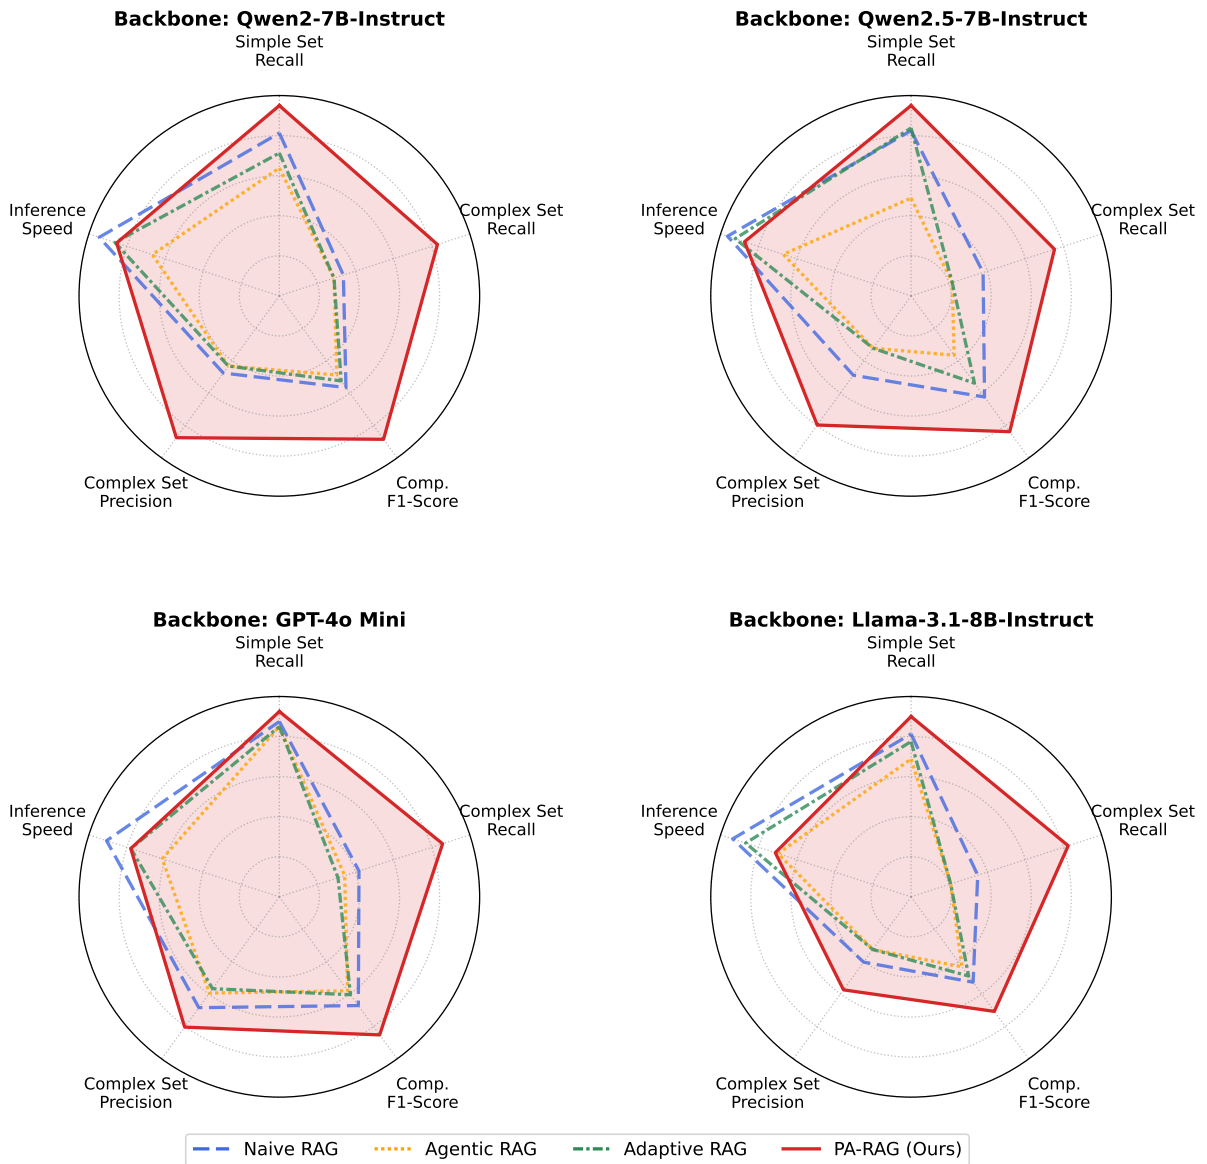 Backbone: Qwen2-7B-Instruct
Simple Set
Recall
Complex Set
Recall
Inference
Speed
Complex Set
Precision
Comp.
F1-Score
Backbone: Qwen2.5-7B-Instruct
Simple Set
Recall
Complex Set
Recall
Inference
Speed
Complex Set
Precision
Comp.
F1-Score
Backbone: GPT-4o Mini
Simple Set
Recall
Complex Set
Recall
Inference
Speed
Complex Set
Precision
Comp.
F1-Score
Backbone: Llama-3.1-8B-Instruct
Simple Set
Recall
Complex Set
Recall
Inference
Speed
Complex Set
Precision
Comp.
F1-Score
Naive RAG Agentic RAG Adaptive RAG PA-RAG (Ours)